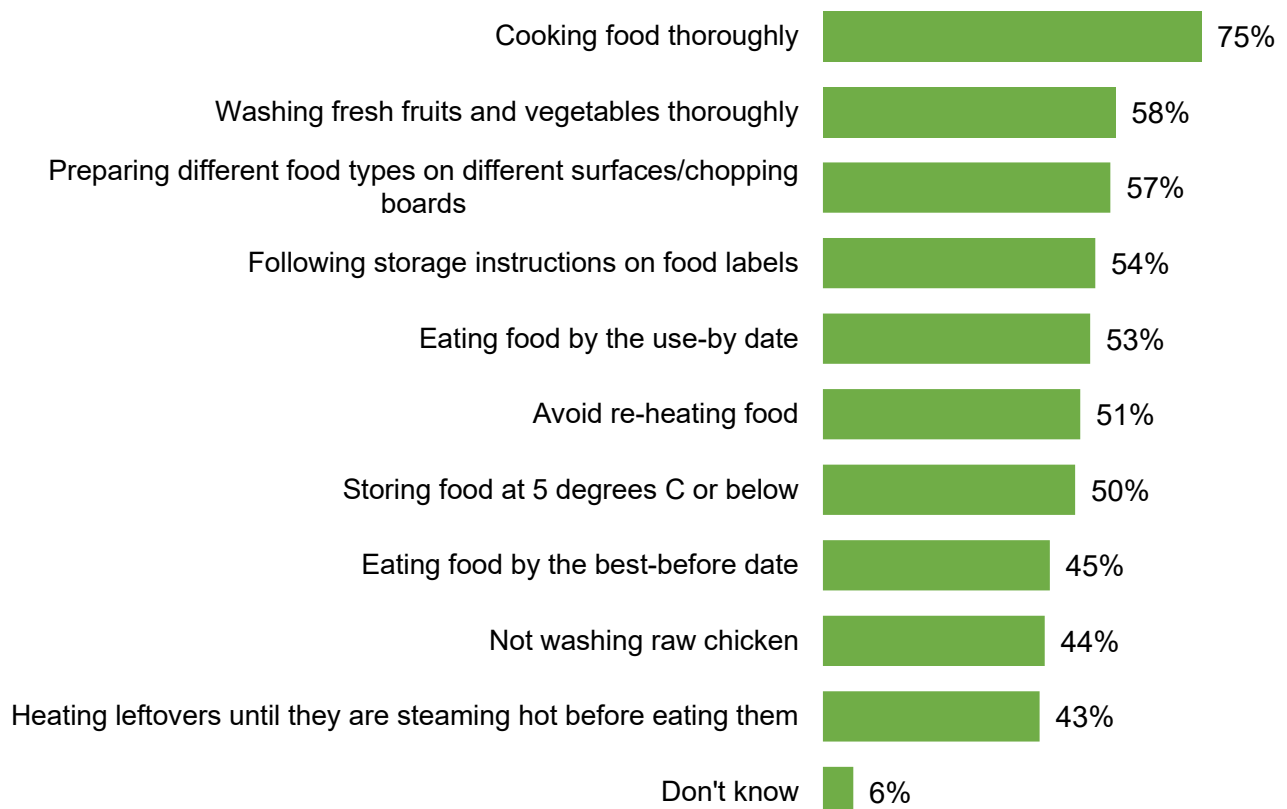 Cooking food thoroughly 75%
Washing fresh fruits and vegetables thoroughly 58%
Preparing different food types on different surfaces/chopping
boards 57%
Following storage instructions on food labels 54%
Eating food by the use-by date 53%
Avoid re-heating food 51%
Storing food at 5 degrees C or below 50%
Eating food by the best-before date 45%
Not washing raw chicken 44%
Heating leftovers until they are steaming hot before eating them 43%
Don't know 6%